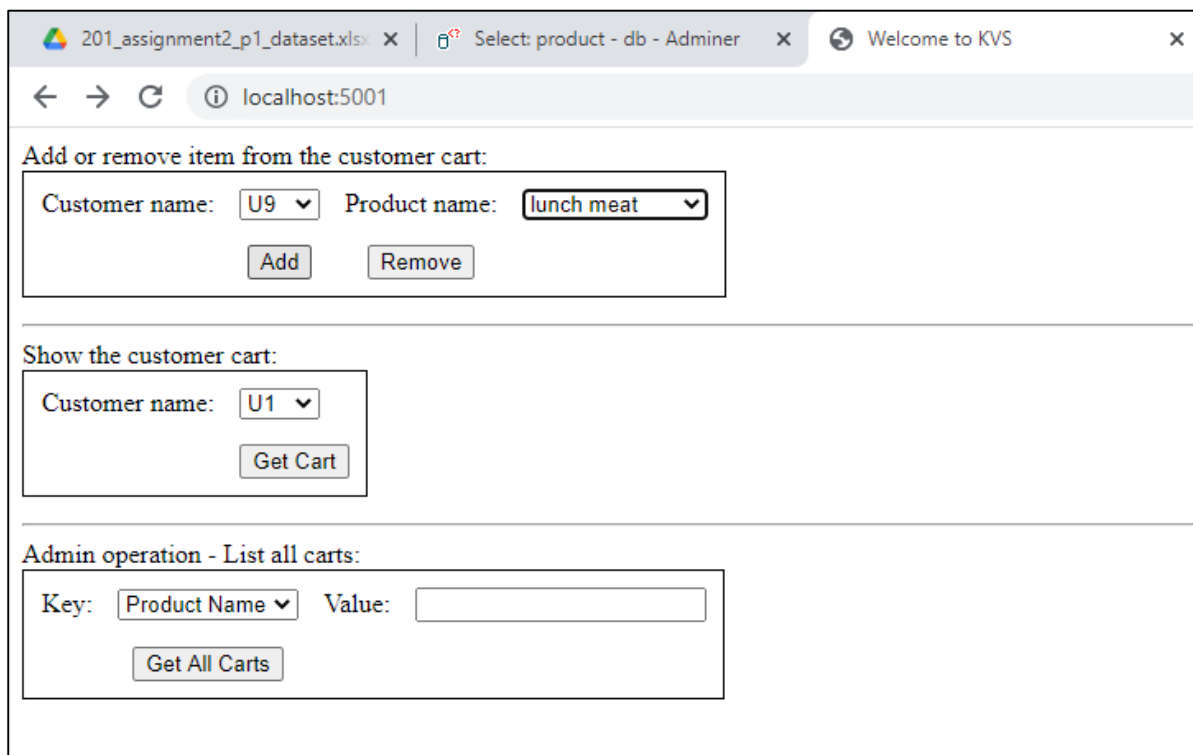 201_assignment2_p1_dataset.xlsx Select: product - db - Adminer Welcome to KVS
localhost:5001
Add or remove item from the customer cart:
Customer name: U9 Product name: lunch meat
Add Remove
Show the customer cart:
Customer name: U1
Get Cart
Admin operation - List all carts:
Key: Product Name Value:
Get All Carts